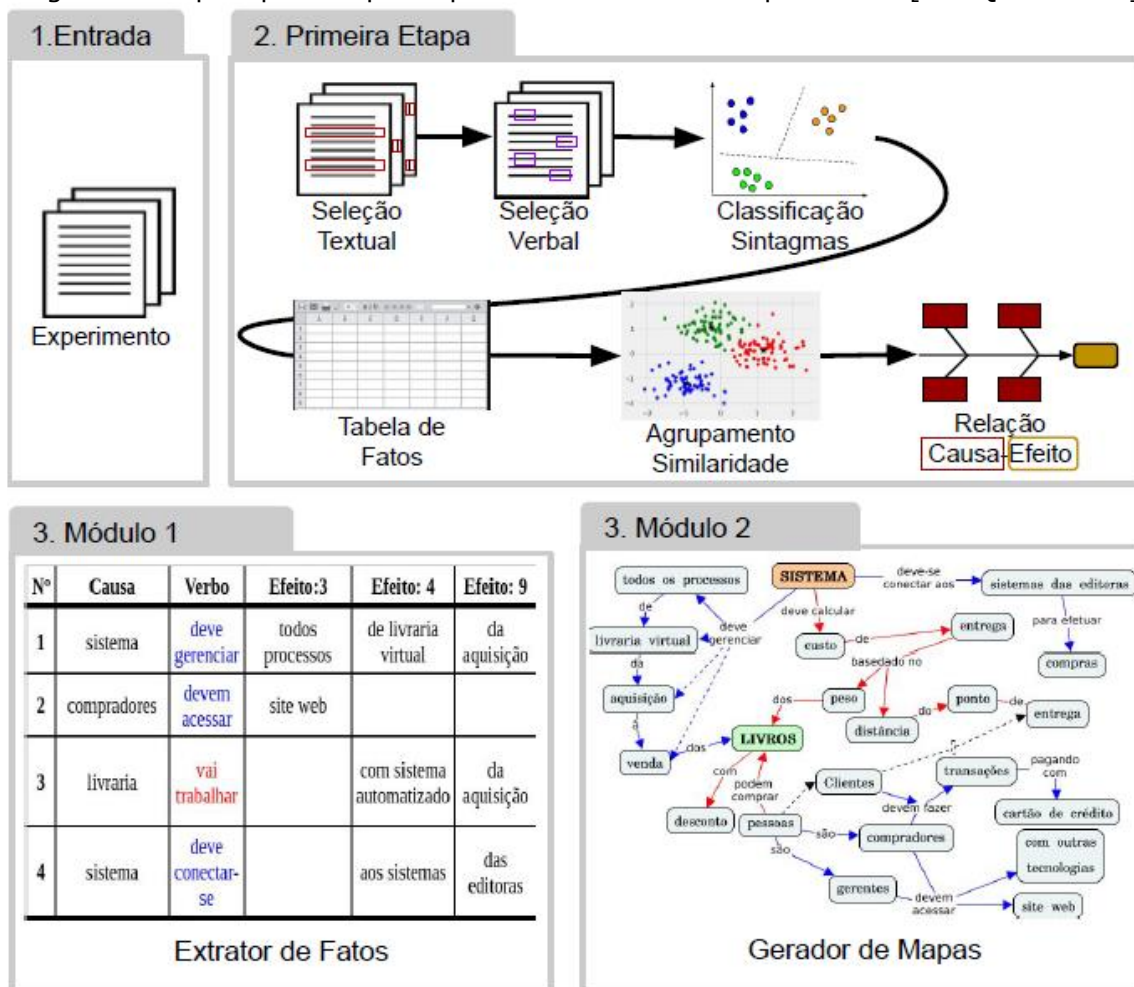 1.Entrada
Experimento
2. Primeira Etapa
Seleção
Textual
Seleção
Verbal
Classificação
Sintagmas
Tabela de
Fatos
Agrupamento
Similaridade
Relação
Causa-Efeito
3. Módulo 1
Nº Causa Verbo Efeito:3 Efeito: 4 Efeito: 9
1 sistema deve gerenciar todos processos de livraria virtual da aquisição
2 compradores devem acessar site web
3 livraria vai trabalhar com sistema automatizado da aquisição
4 sistema deve conectar-se aos sistemas das editoras
Extrator de Fatos
3. Módulo 2
todos os processos
SISTEMA
deve-se
conectar aos
sistemas das editoras
de
deve calcular
deve
gerenciar
para efetuar
entrega
livraria virtual
custo
de
da
basedado no
compras
aquisição
dos
peso
do
ponto
de
entrega
à
distância
LIVROS
venda
dos
com
podem
comprar
Clientes
transações
pagando
com
devem fazer
cartão de crédito
desconto
pessoas
são
compradores
com outras
tecnologias
são
gerentes
devem
acessar
site web
Gerador de Mapas